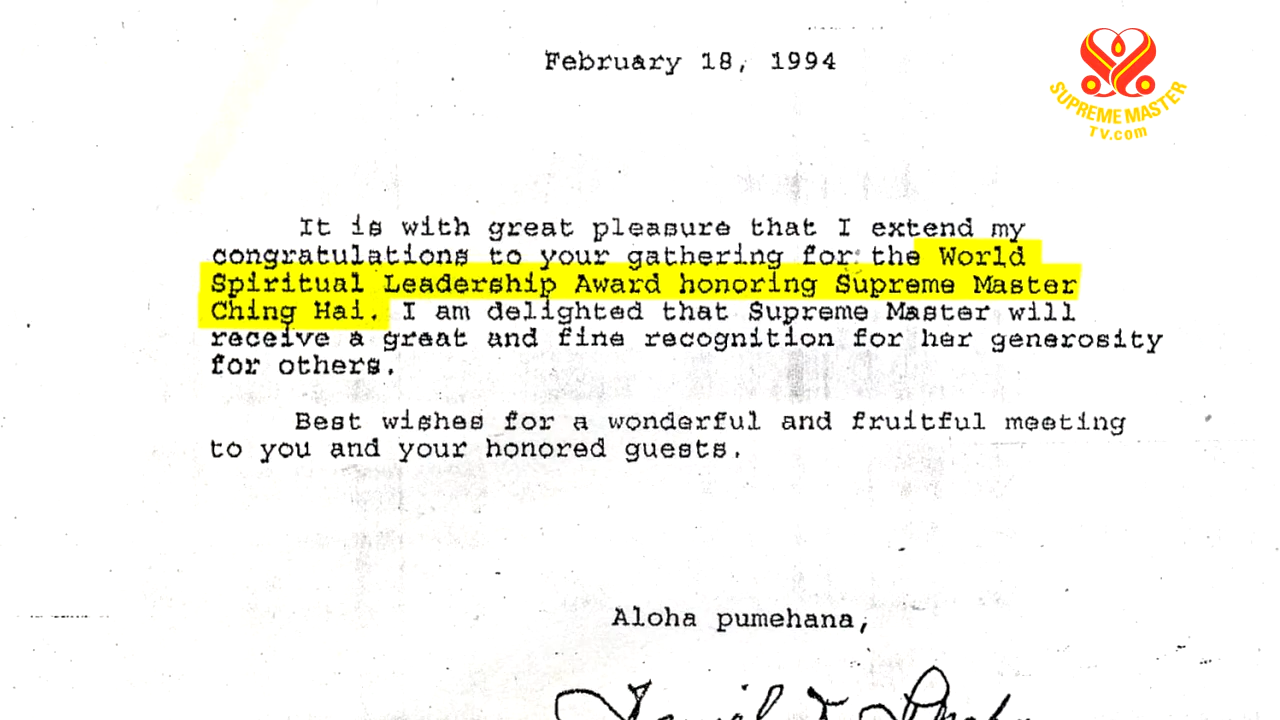 February 18, 1994
SUPREME MASTER
TV.com
It is with great pleasure that I extend my
congratulations to your gathering for the World
Spiritual Leadership Award honoring Supreme Master
Ching Hai. I am delighted that Supreme Master will
receive a great and fine recognition for her generosity
for others.
Best wishes for a wonderful and fruitful meeting
to you and your honored guests.
Aloha pumehana,